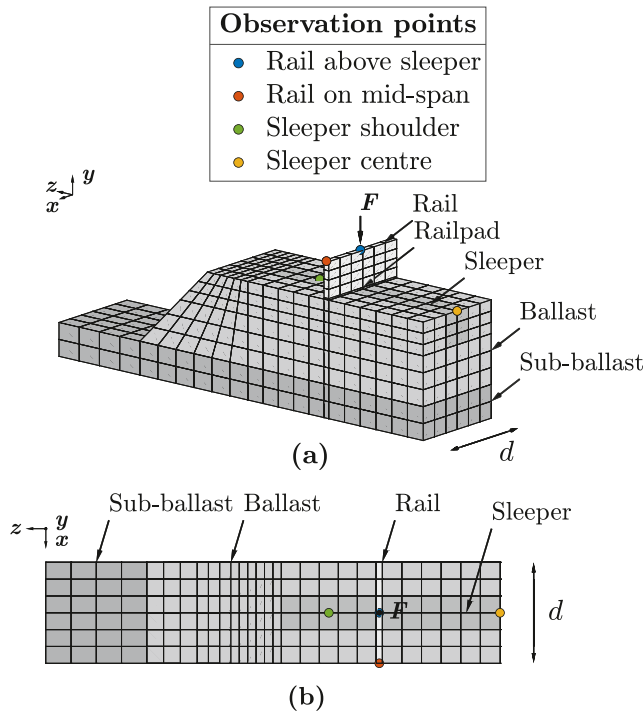 Observation points
Rail above sleeper
Rail on mid-span
Sleeper shoulder
Sleeper centre
y
z
x
F
Rail
Railpad
Sleeper
Ballast
Sub-ballast
d
(a)
Sub-ballast Ballast Rail
Sleeper
z
y
x
F
d
(b)